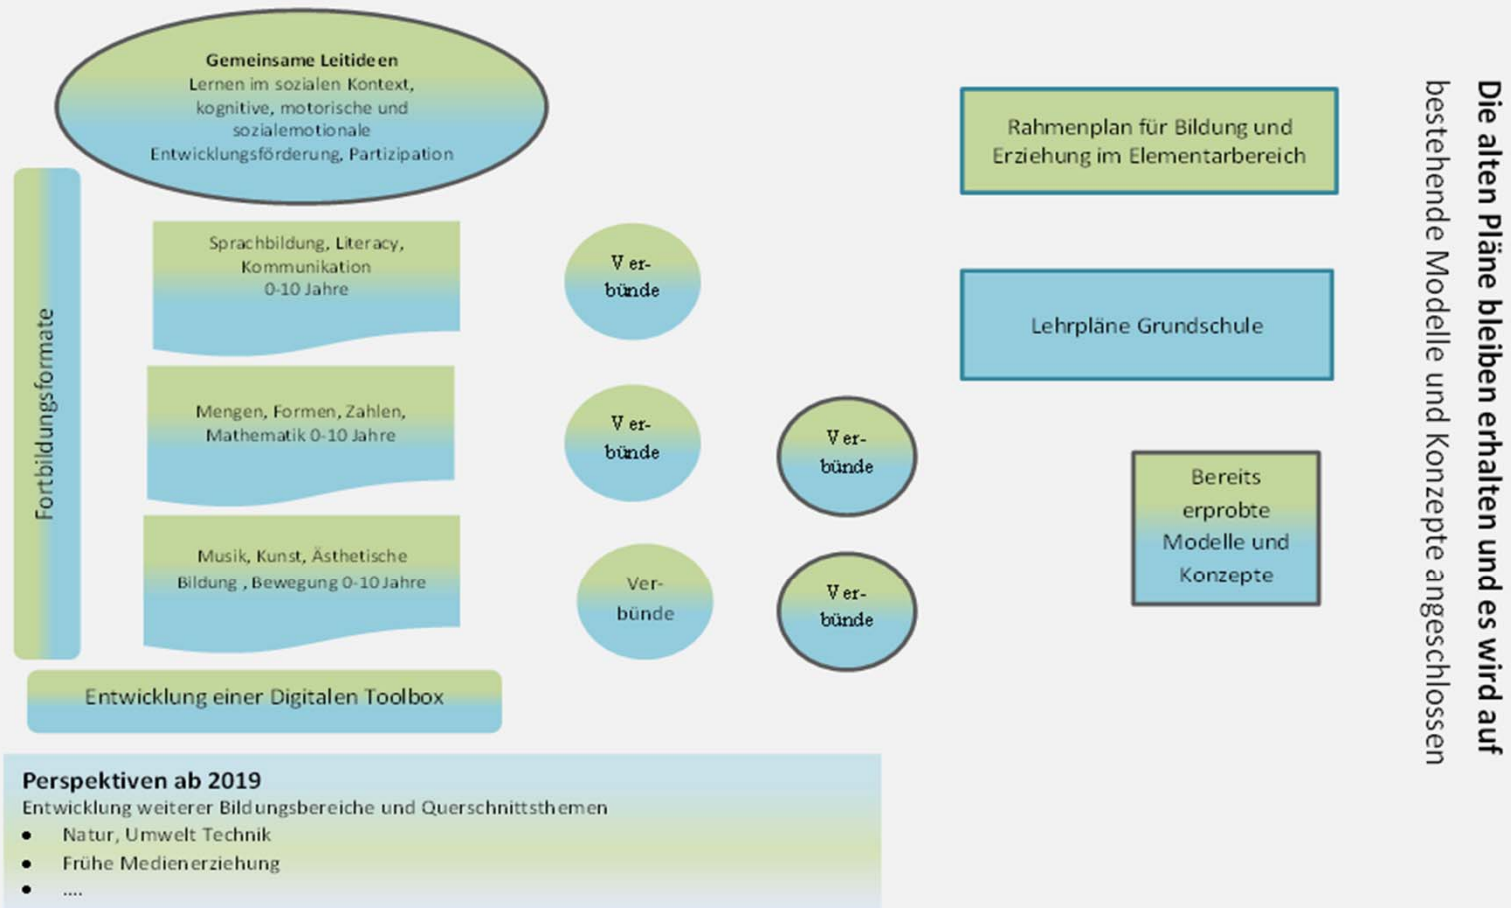 Gemeinsame Leitideen
Lernen im sozialen Kontext,
kognitive, motorische und
sozialemotionale
Entwicklungsförderung, Partizipation
Fortbildungsformate
Sprachbildung, Literacy,
Kommunikation
0-10 Jahre
Ver-
bünde
Mengen, Formen, Zahlen,
Mathematik 0-10 Jahre
Ver-
bünde
Ver-
bünde
Musik, Kunst, Ästhetische
Bildung , Bewegung 0-10 Jahre
Ver-
bünde
Ver-
bünde
Entwicklung einer Digitalen Toolbox
Perspektiven ab 2019
Entwicklung weiterer Bildungsbereiche und Querschnittsthemen
• Natur, Umwelt Technik
• Frühe Medienerziehung
• ....
Rahmenplan für Bildung und
Erziehung im Elementarbereich
Lehrpläne Grundschule
Bereits
erprobte
Modelle und
Konzepte
Die alten Pläne bleiben erhalten und es wird auf
bestehende Modelle und Konzepte angeschlossen